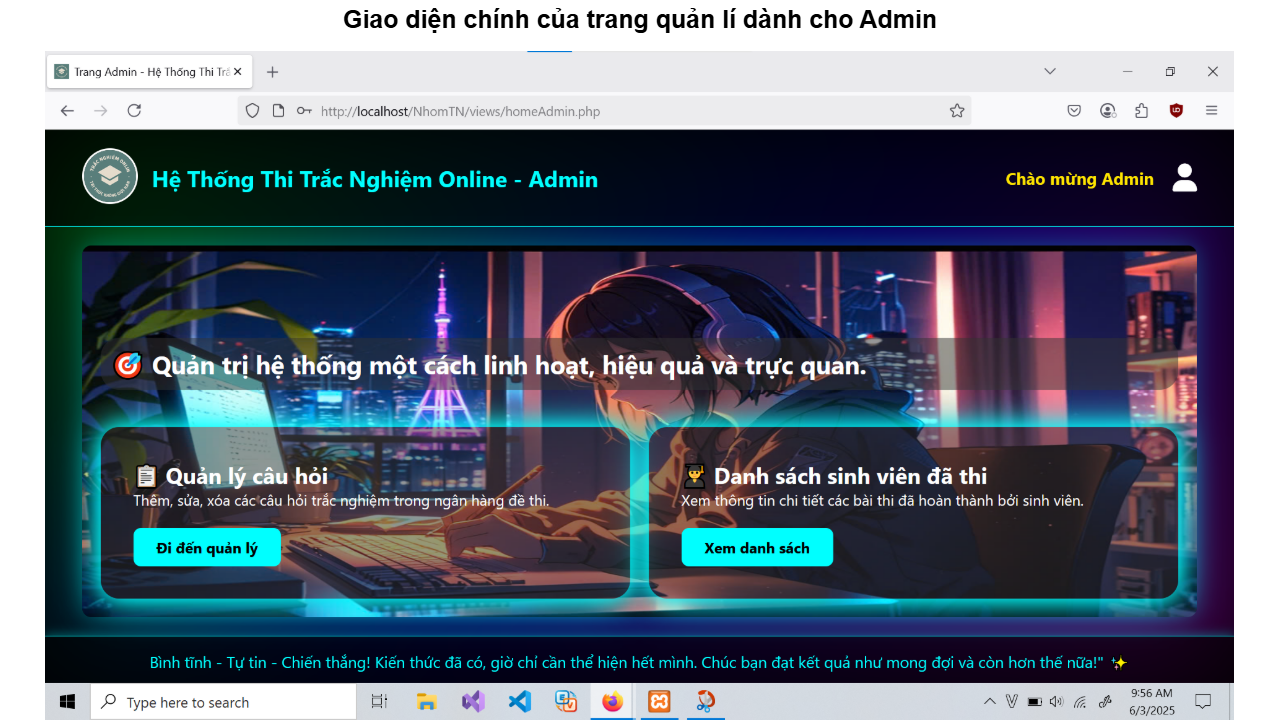 Giao diện chính của trang quản lí dành cho Admin
Trang Admin - Hệ Thống Thi Trắ
http://localhost/NhomTN/views/homeAdmin.php
Hệ Thống Thi Trắc Nghiệm Online - Admin
Chào mừng Admin
🎯 Quản trị hệ thống một cách linh hoạt, hiệu quả và trực quan.
📋 Quản lý câu hỏi
Thêm, sửa, xóa các câu hỏi trắc nghiệm trong ngân hàng đề thi.
Đi đến quản lý
👨‍🎓 Danh sách sinh viên đã thi
Xem thông tin chi tiết các bài thi đã hoàn thành bởi sinh viên.
Xem danh sách
Bình tĩnh - Tự tin - Chiến thắng! Kiến thức đã có, giờ chỉ cần thể hiện hết mình. Chúc bạn đạt kết quả như mong đợi và còn hơn thế nữa!" ✨
Type here to search
9:56 AM
6/3/2025